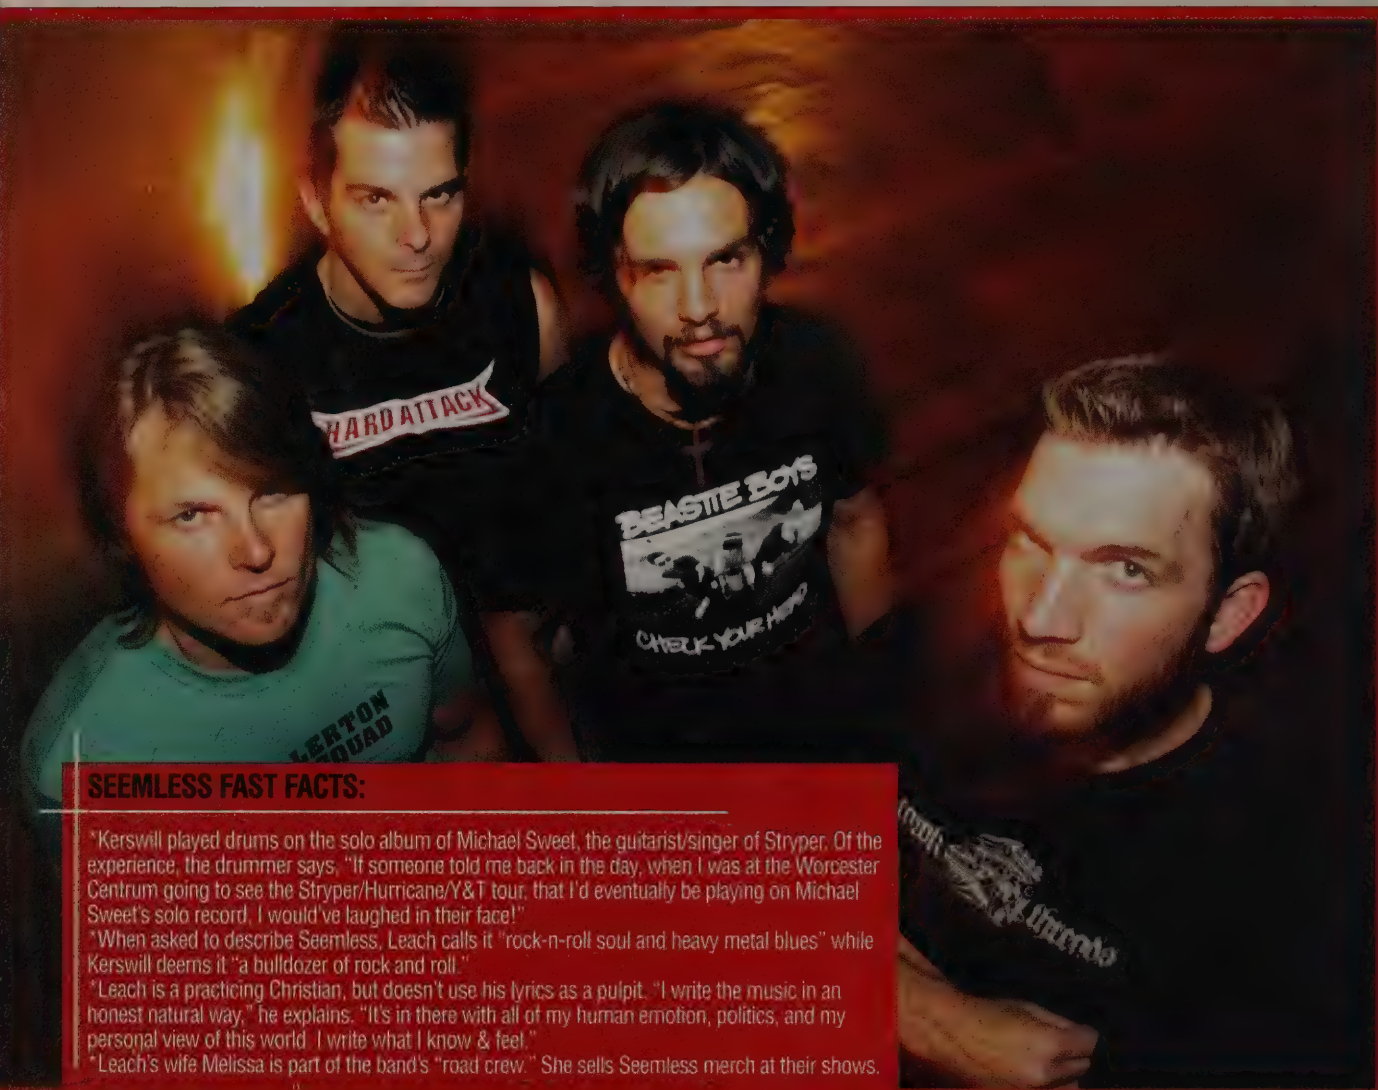 HARD ATTACK
BEASTIE BOYS
CHECK YOUR HEAD
LERTON
QUAD
threads
SEEMLESS FAST FACTS:
*Kerswill played drums on the solo album of Michael Sweet, the guitarist/singer of Stryper. Of the
experience, the drummer says, "If someone told me back in the day, when I was at the Worcester
Centrum going to see the Stryper/Hurricane/Y&T tour, that I'd eventually be playing on Michael
Sweet's solo record, I would've laughed in their face!"
*When asked to describe Seemless, Leach calls it "rock-n-roll soul and heavy metal blues" while
Kerswill deems it "a bulldozer of rock and roll."
*Leach is a practicing Christian, but doesn't use his lyrics as a pulpit. "I write the music in an
honest natural way," he explains. "It's in there with all of my human emotion, politics, and my
personal view of this world. I write what I know & feel."
*Leach's wife Melissa is part of the band's "road crew." She sells Seemless merch at their shows.